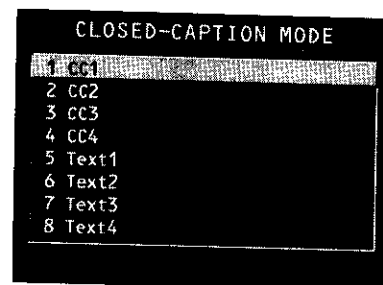 CLOSED-CAPTION MODE
1 CC1
2 CC2
3 CC3
4 CC4
5 Text1
6 Text2
7 Text3
8 Text4